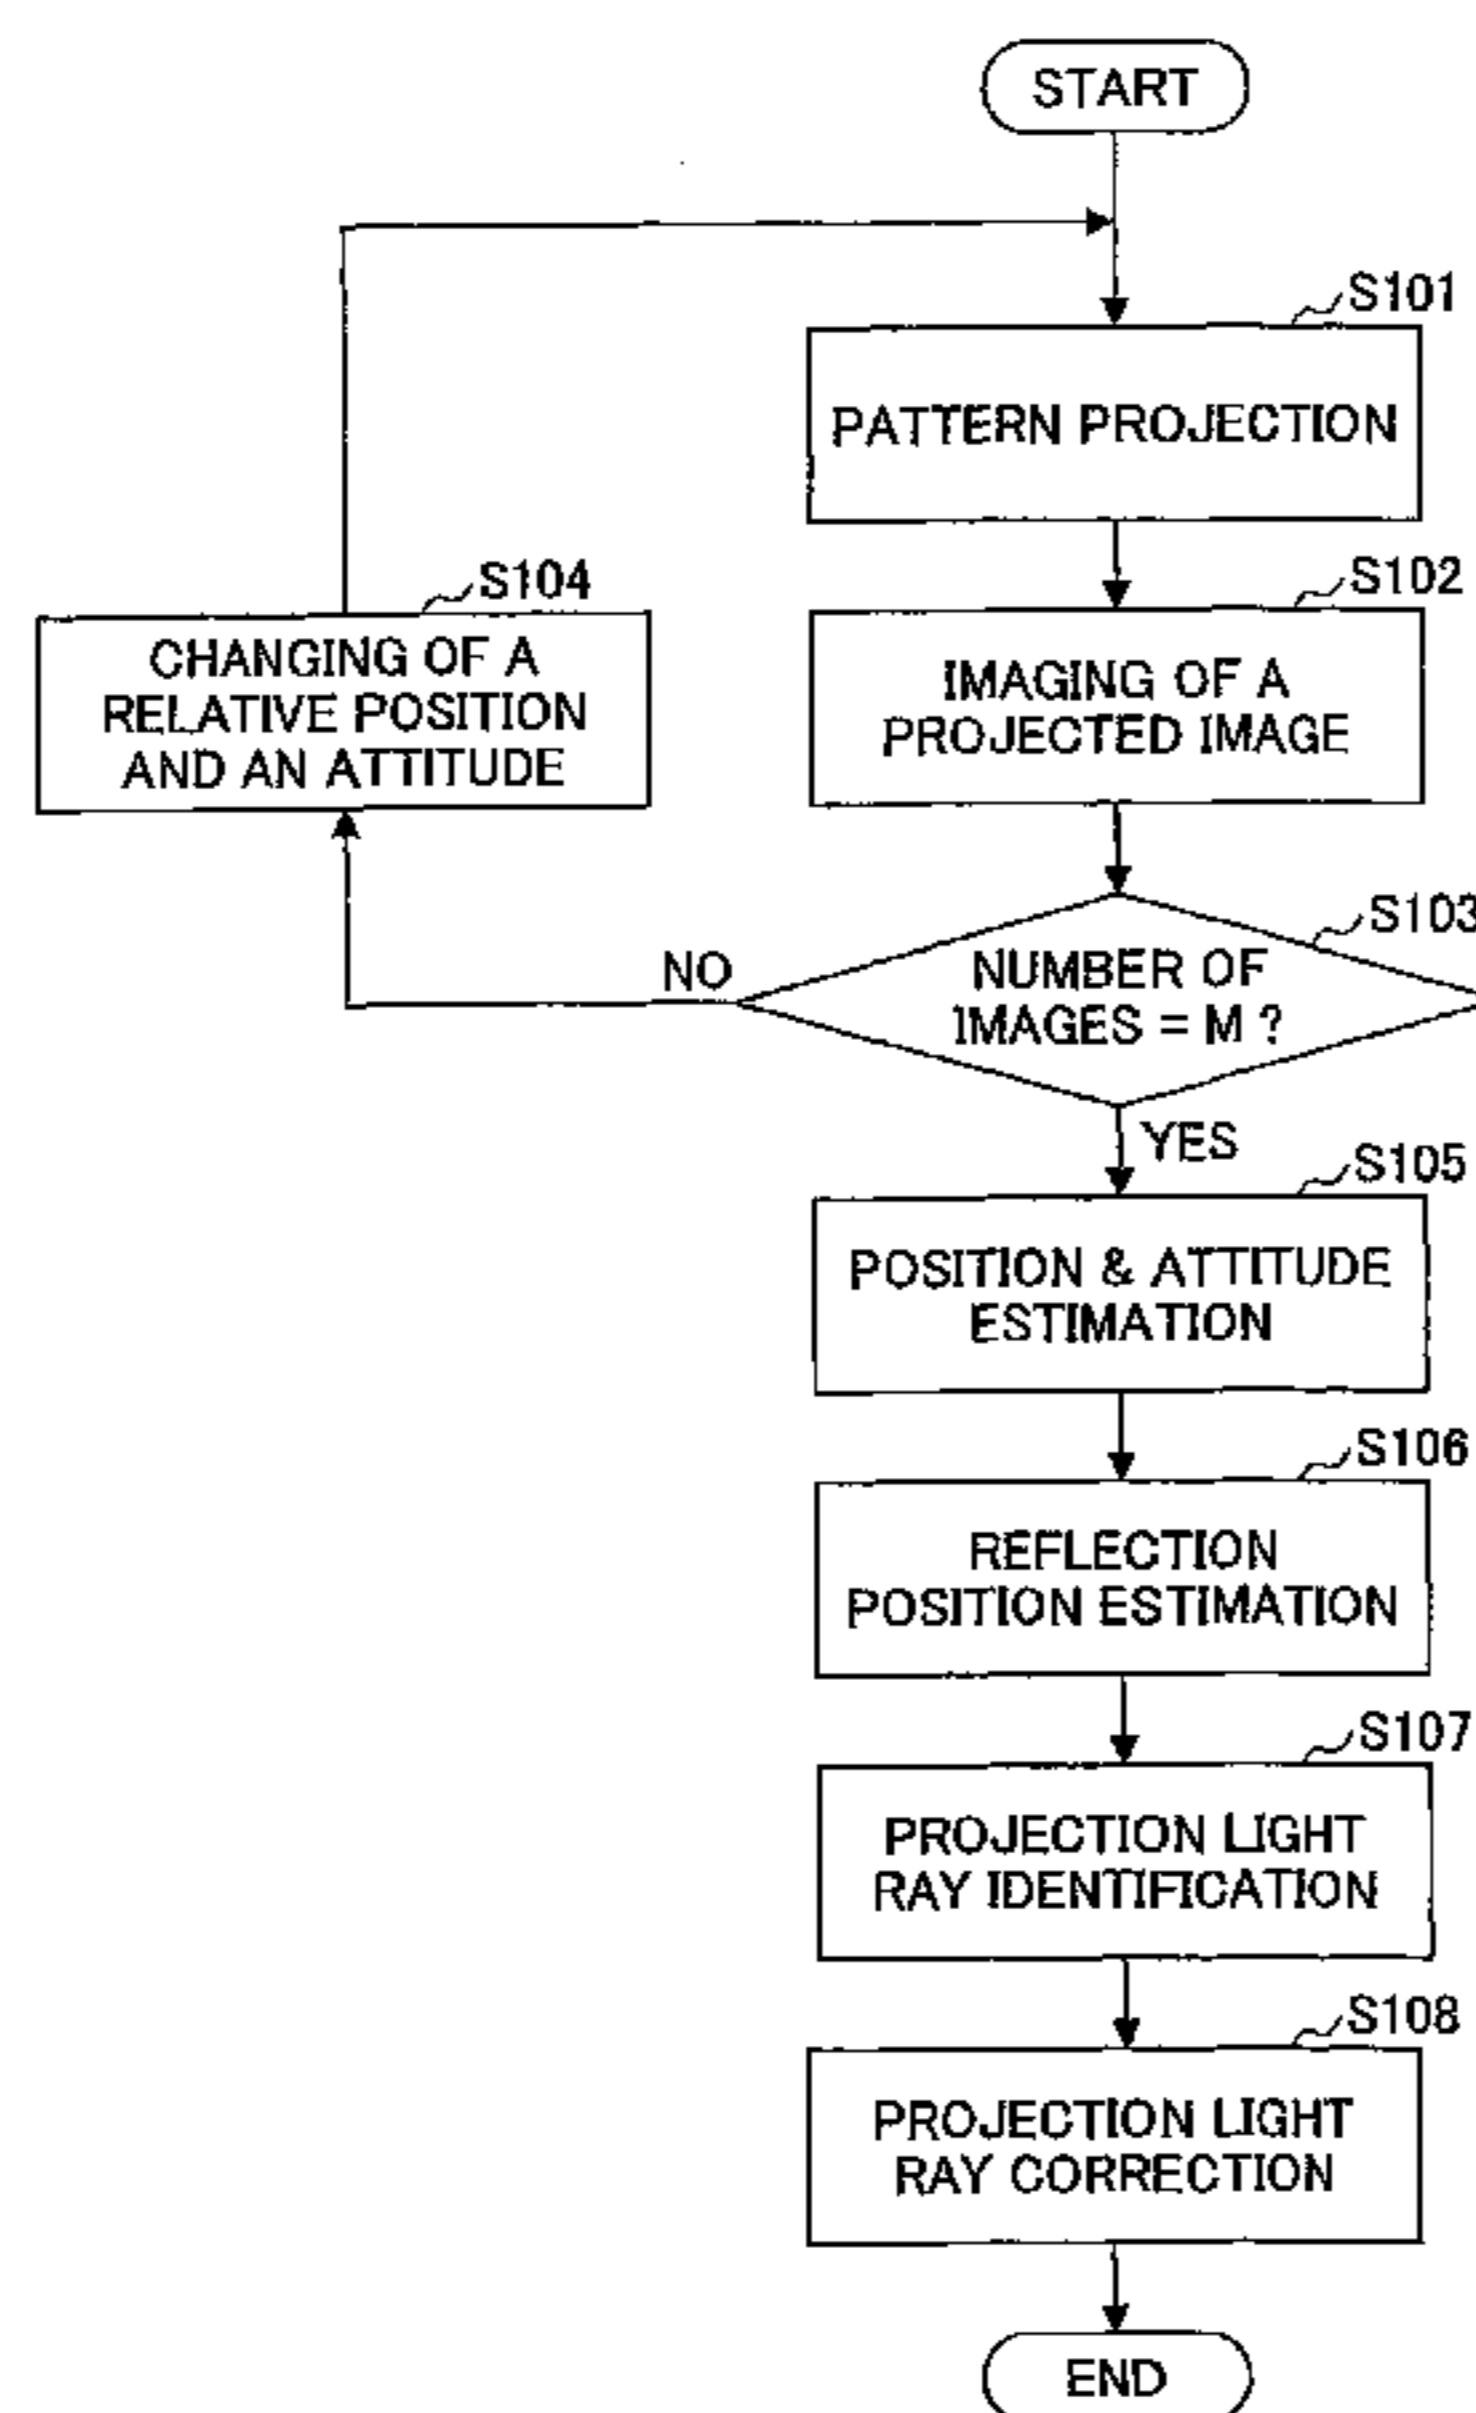 START
S101
PATTERN PROJECTION
S102
IMAGING OF A
PROJECTED IMAGE
S103
NUMBER OF
IMAGES = M ?
NO
S104
CHANGING OF A
RELATIVE POSITION
AND AN ATTITUDE
YES
S105
POSITION & ATTITUDE
ESTIMATION
S106
REFLECTION
POSITION ESTIMATION
S107
PROJECTION LIGHT
RAY IDENTIFICATION
S108
PROJECTION LIGHT
RAY CORRECTION
END